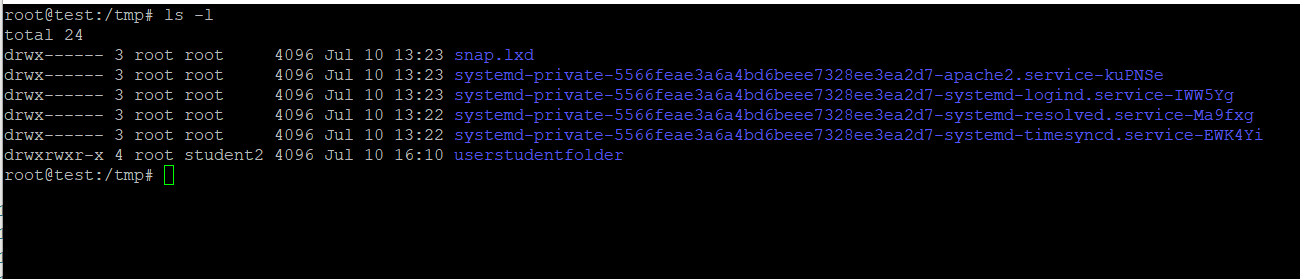 root@test:/tmp# ls -l
total 24
drwx------ 3 root root     4096 Jul 10 13:23 snap.lxd
drwx------ 3 root root     4096 Jul 10 13:23 systemd-private-5566feae3a6a4bd6beee7328ee3ea2d7-apache2.service-kuPNSe
drwx------ 3 root root     4096 Jul 10 13:23 systemd-private-5566feae3a6a4bd6beee7328ee3ea2d7-systemd-logind.service-IWW5Yg
drwx------ 3 root root     4096 Jul 10 13:22 systemd-private-5566feae3a6a4bd6beee7328ee3ea2d7-systemd-resolved.service-Ma9fxg
drwx------ 3 root root     4096 Jul 10 13:22 systemd-private-5566feae3a6a4bd6beee7328ee3ea2d7-systemd-timesyncd.service-EWK4Yi
drwxrwxr-x 4 root student2 4096 Jul 10 16:10 userstudentfolder
root@test:/tmp#